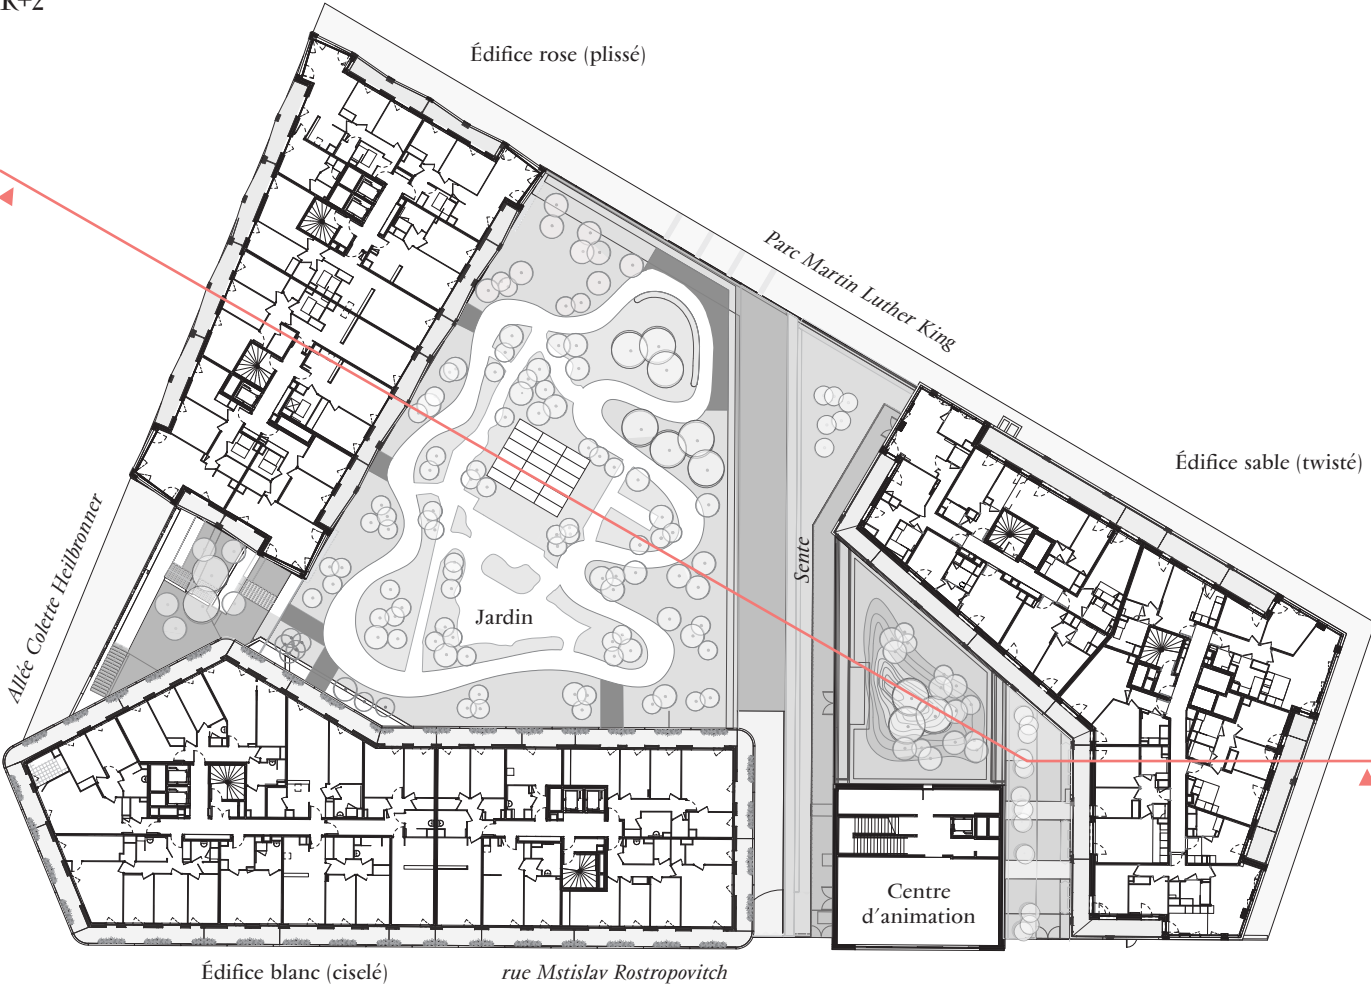 R+2
Édifice rose (plissé)
Parc Martin Luther King
Édifice sable (twisté)
Allée Colette Heilbronner
Sente
Jardin
Centre
d'animation
Édifice blanc (ciselé)
rue Mstislav Rostropovitch